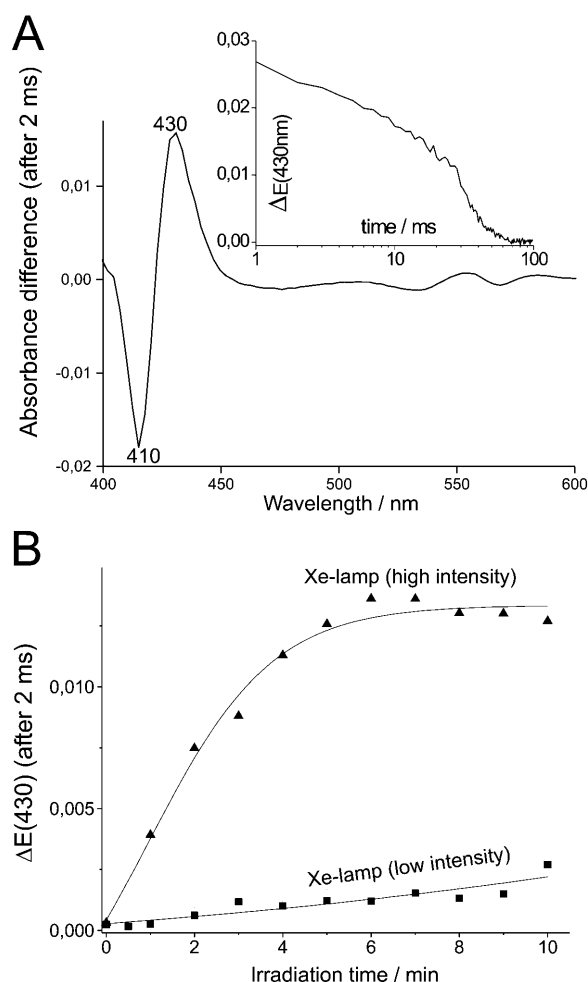 A
Absorbance difference (after 2 ms)
0,01
0,00
-0,01
-0,02
430
410
400
450
500
550
600
Wavelength / nm
ΔE(430nm)
0,03
0,02
0,01
0,00
time / ms
1
10
100
B
ΔE(430) (after 2 ms)
0,010
0,005
0,000
Xe-lamp (high intensity)
Xe-lamp (low intensity)
0
2
4
6
8
10
Irradiation time / min